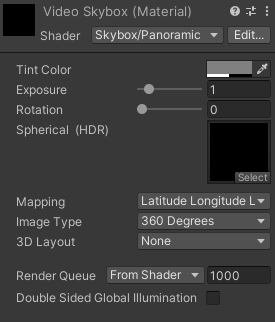 Video Skybox (Material)
Shader Skybox/Panoramic Edit...
Tint Color
Exposure 1
Rotation 0
Spherical (HDR)
Select
Mapping Latitude Longitude L
Image Type 360 Degrees
3D Layout None
Render Queue From Shader 1000
Double Sided Global Illumination